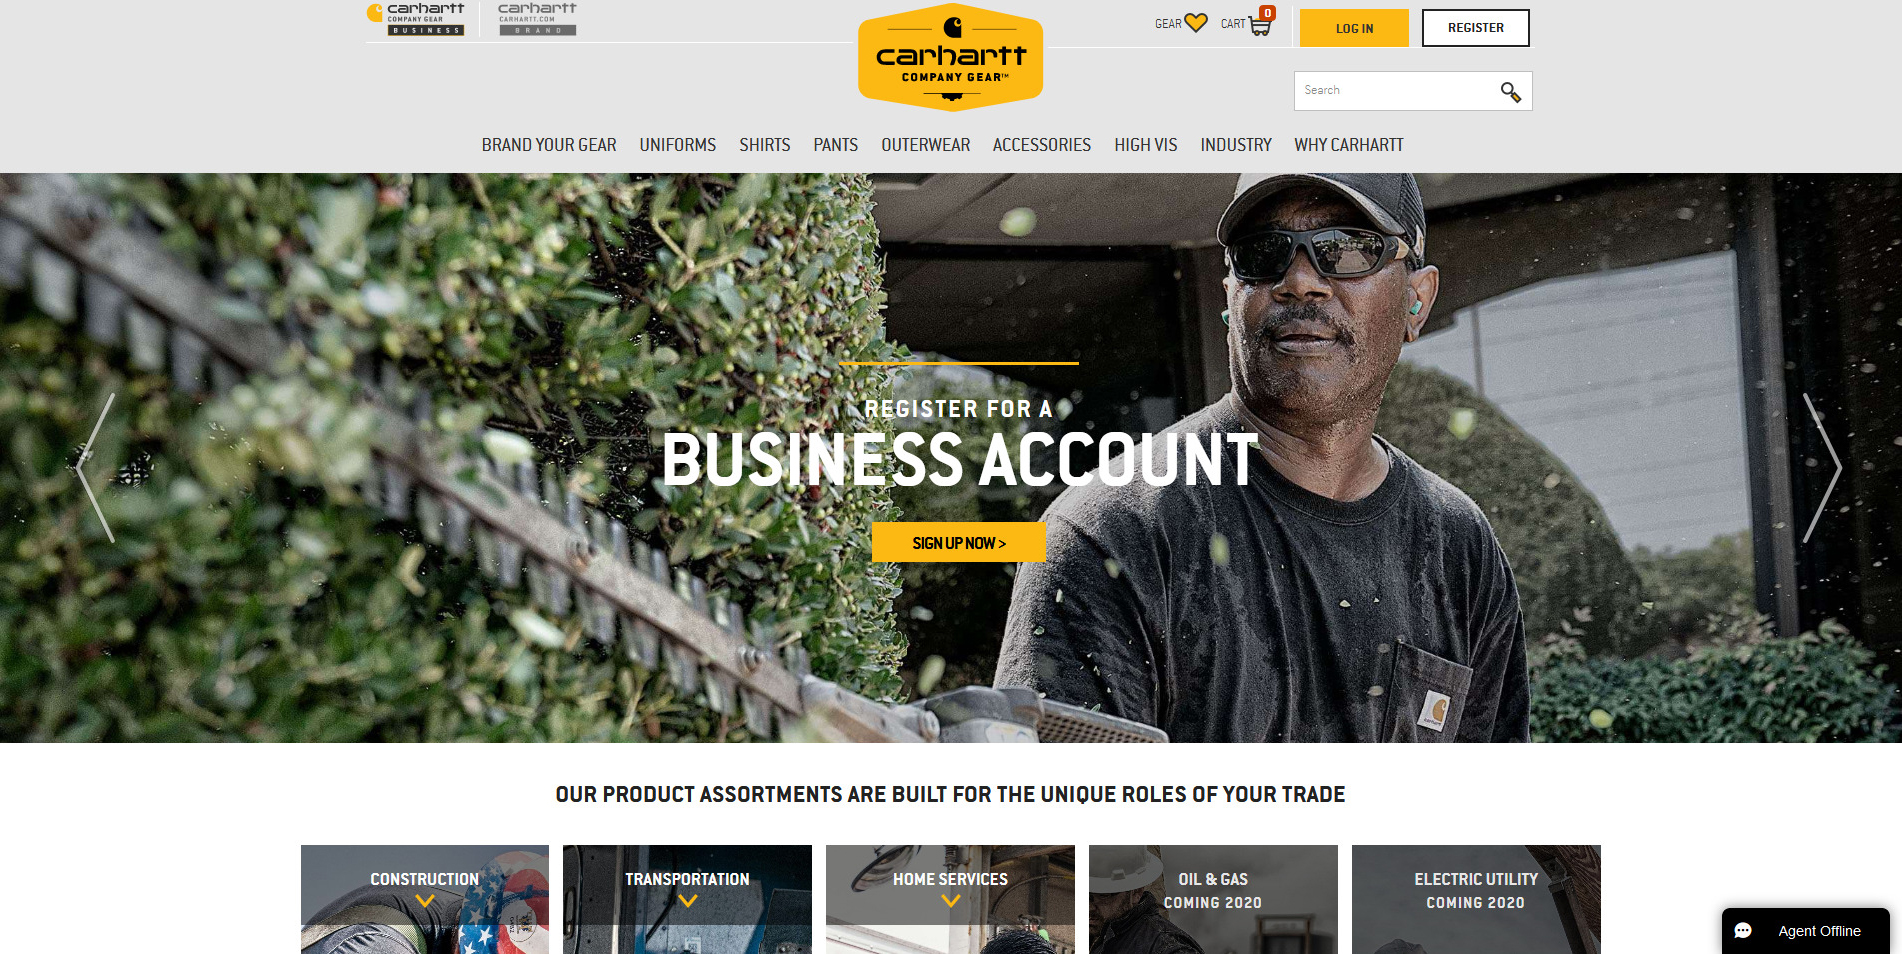 carhartt
COMPANY GEAR
BUSINESS
carhartt
CARHARTT.COM
BRAND
carhartt
COMPANY GEAR™
GEAR
CART
0
LOG IN
REGISTER
Search
BRAND YOUR GEAR UNIFORMS SHIRTS PANTS OUTERWEAR ACCESSORIES HIGH VIS INDUSTRY WHY CARHARTT
REGISTER FOR A
BUSINESS ACCOUNT
SIGN UP NOW >
carhartt
OUR PRODUCT ASSORTMENTS ARE BUILT FOR THE UNIQUE ROLES OF YOUR TRADE
CONSTRUCTION
TRANSPORTATION
HOME SERVICES
OIL & GAS
COMING 2020
ELECTRIC UTILITY
COMING 2020
Agent Offline